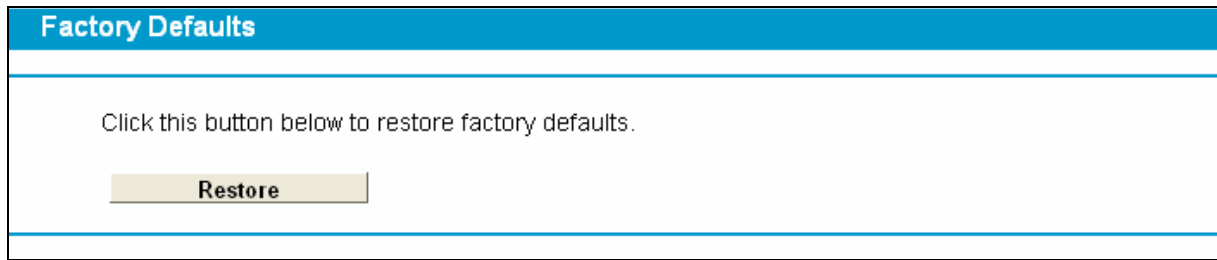 Factory Defaults
Click this button below to restore factory defaults.
Restore